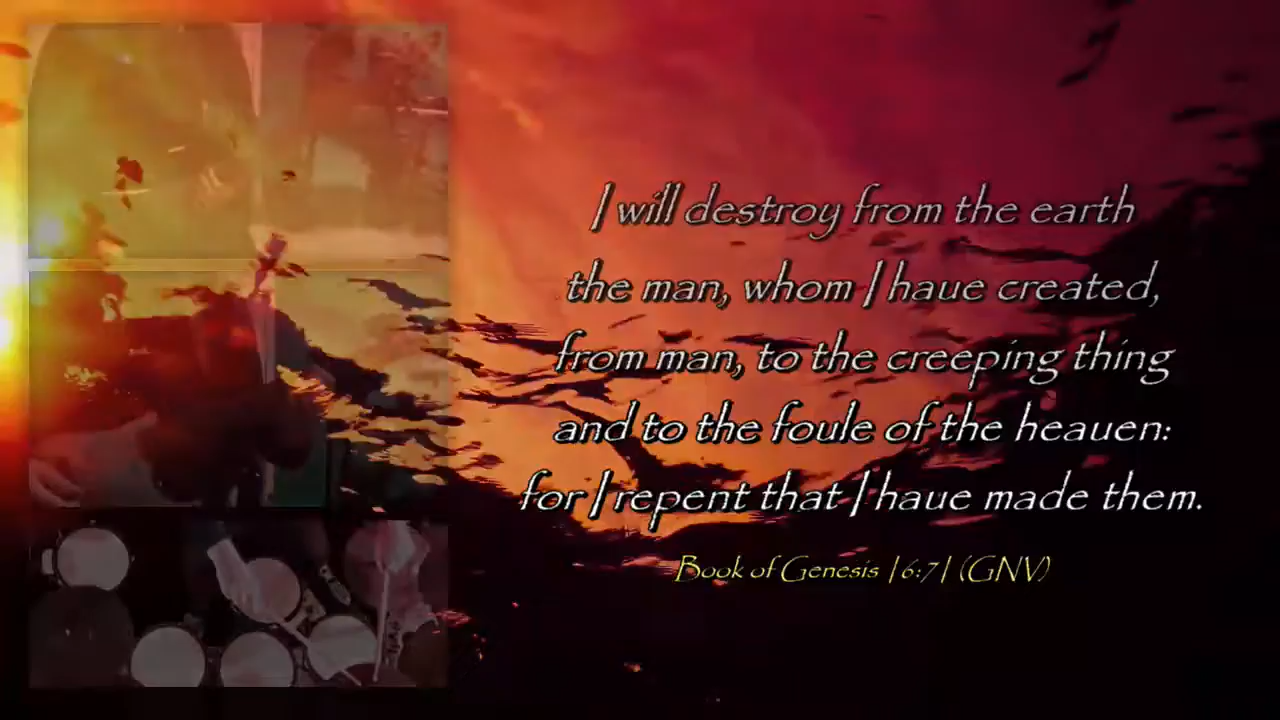 I will destroy from the earth
the man, whom I haue created,
from man, to the creeping thing
and to the foule of the heauen:
for I repent that I haue made them.
Book of Genesis |6:7| (GNV)